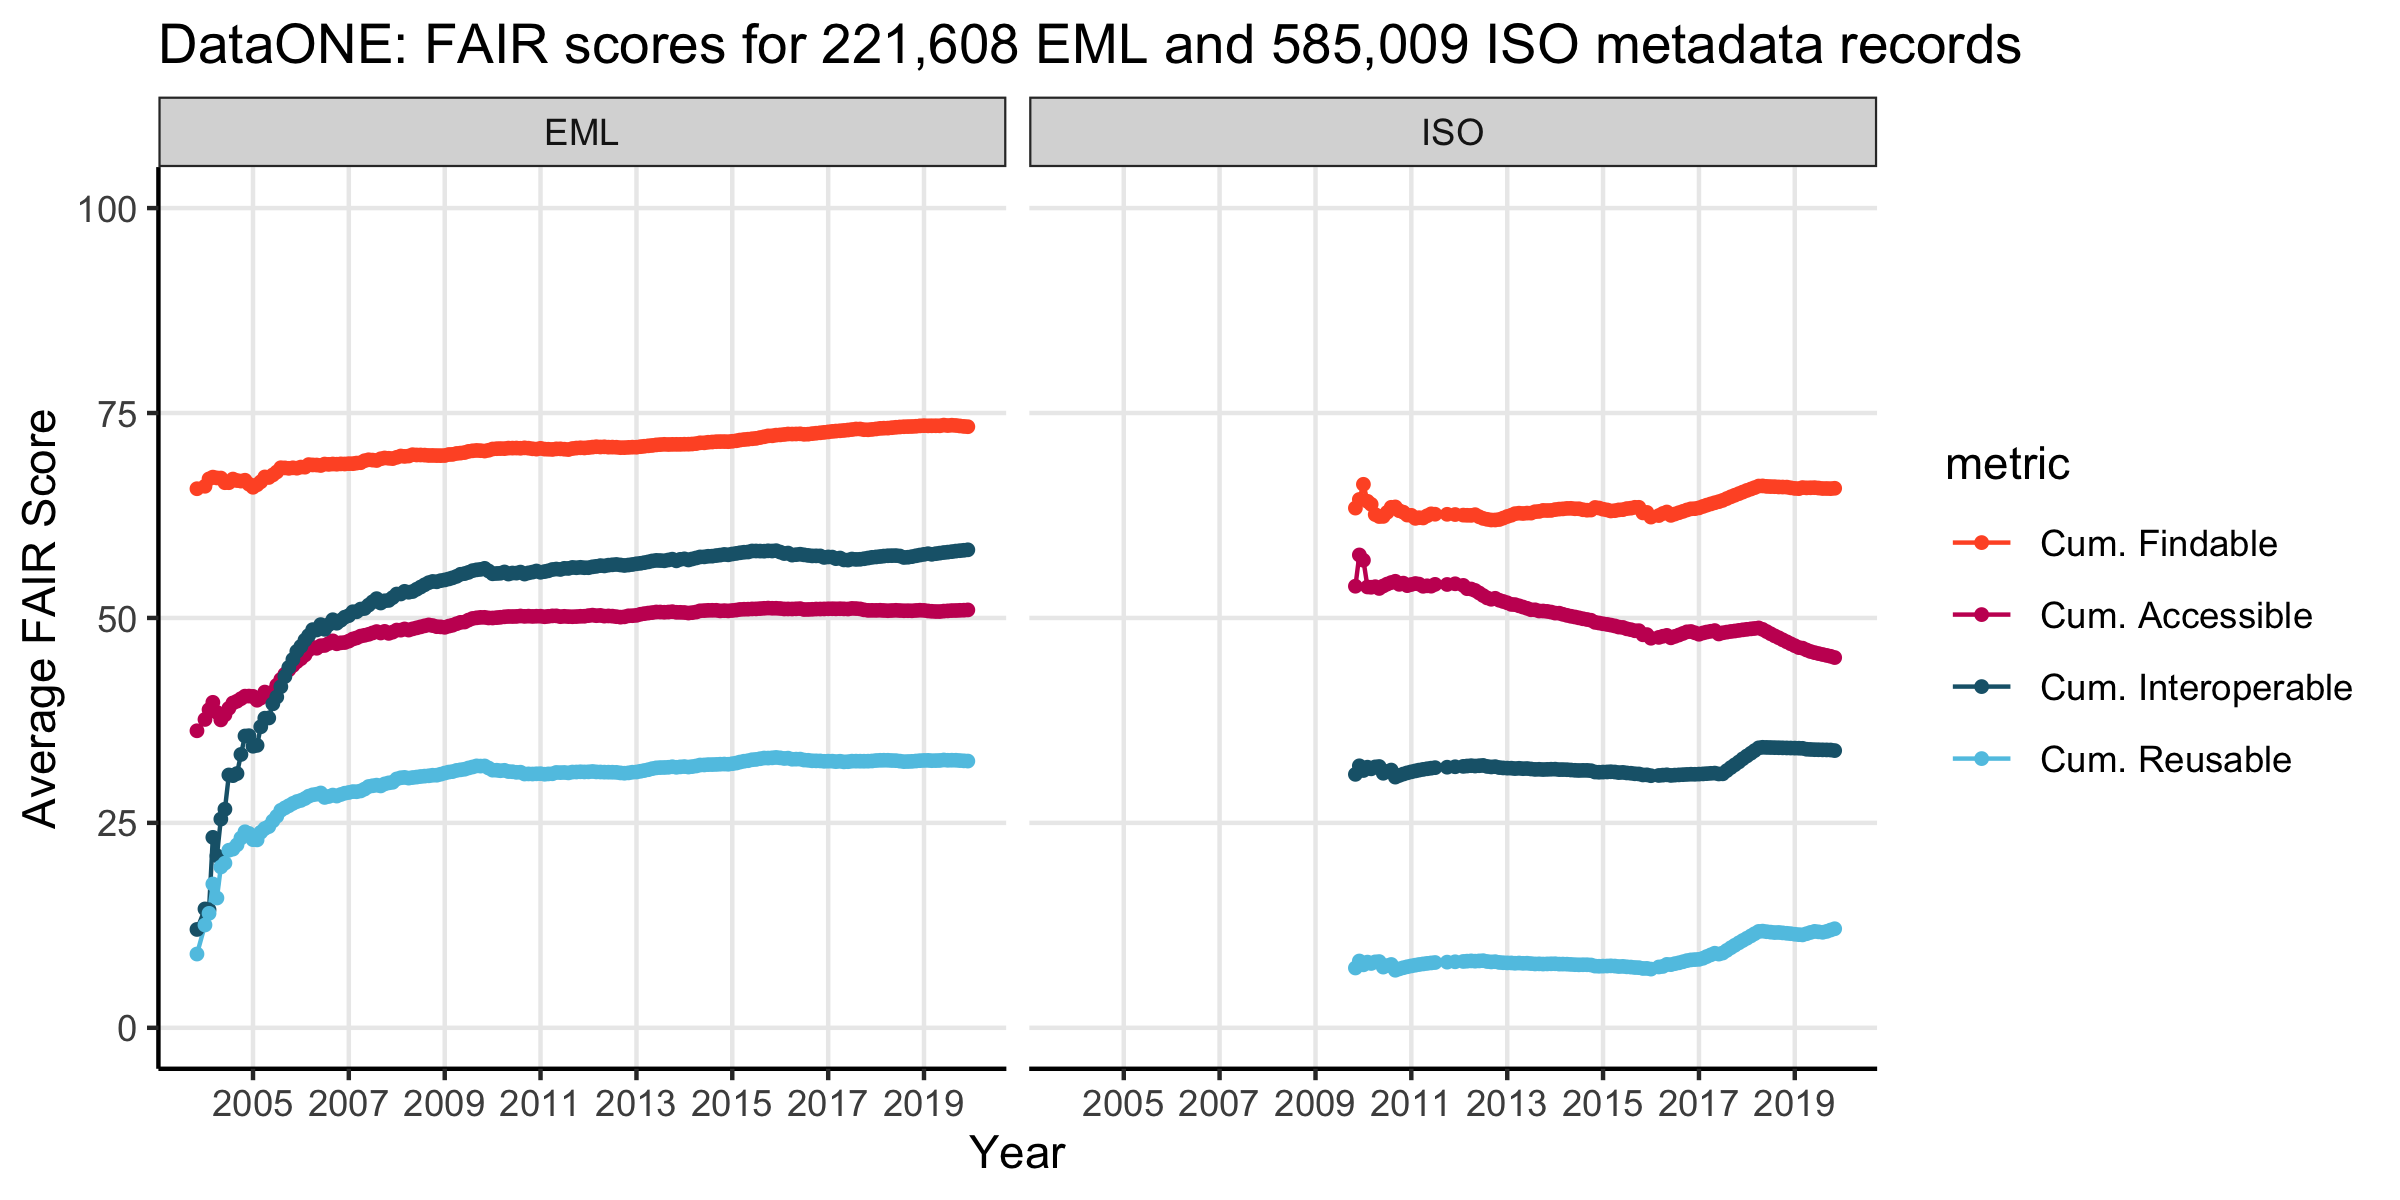 DataONE: FAIR scores for 221,608 EML and 585,009 ISO metadata records
EML
ISO
Average FAIR Score
100
75
50
25
0
2005 2007 2009 2011 2013 2015 2017 2019
2005 2007 2009 2011 2013 2015 2017 2019
Year
metric
Cum. Findable
Cum. Accessible
Cum. Interoperable
Cum. Reusable